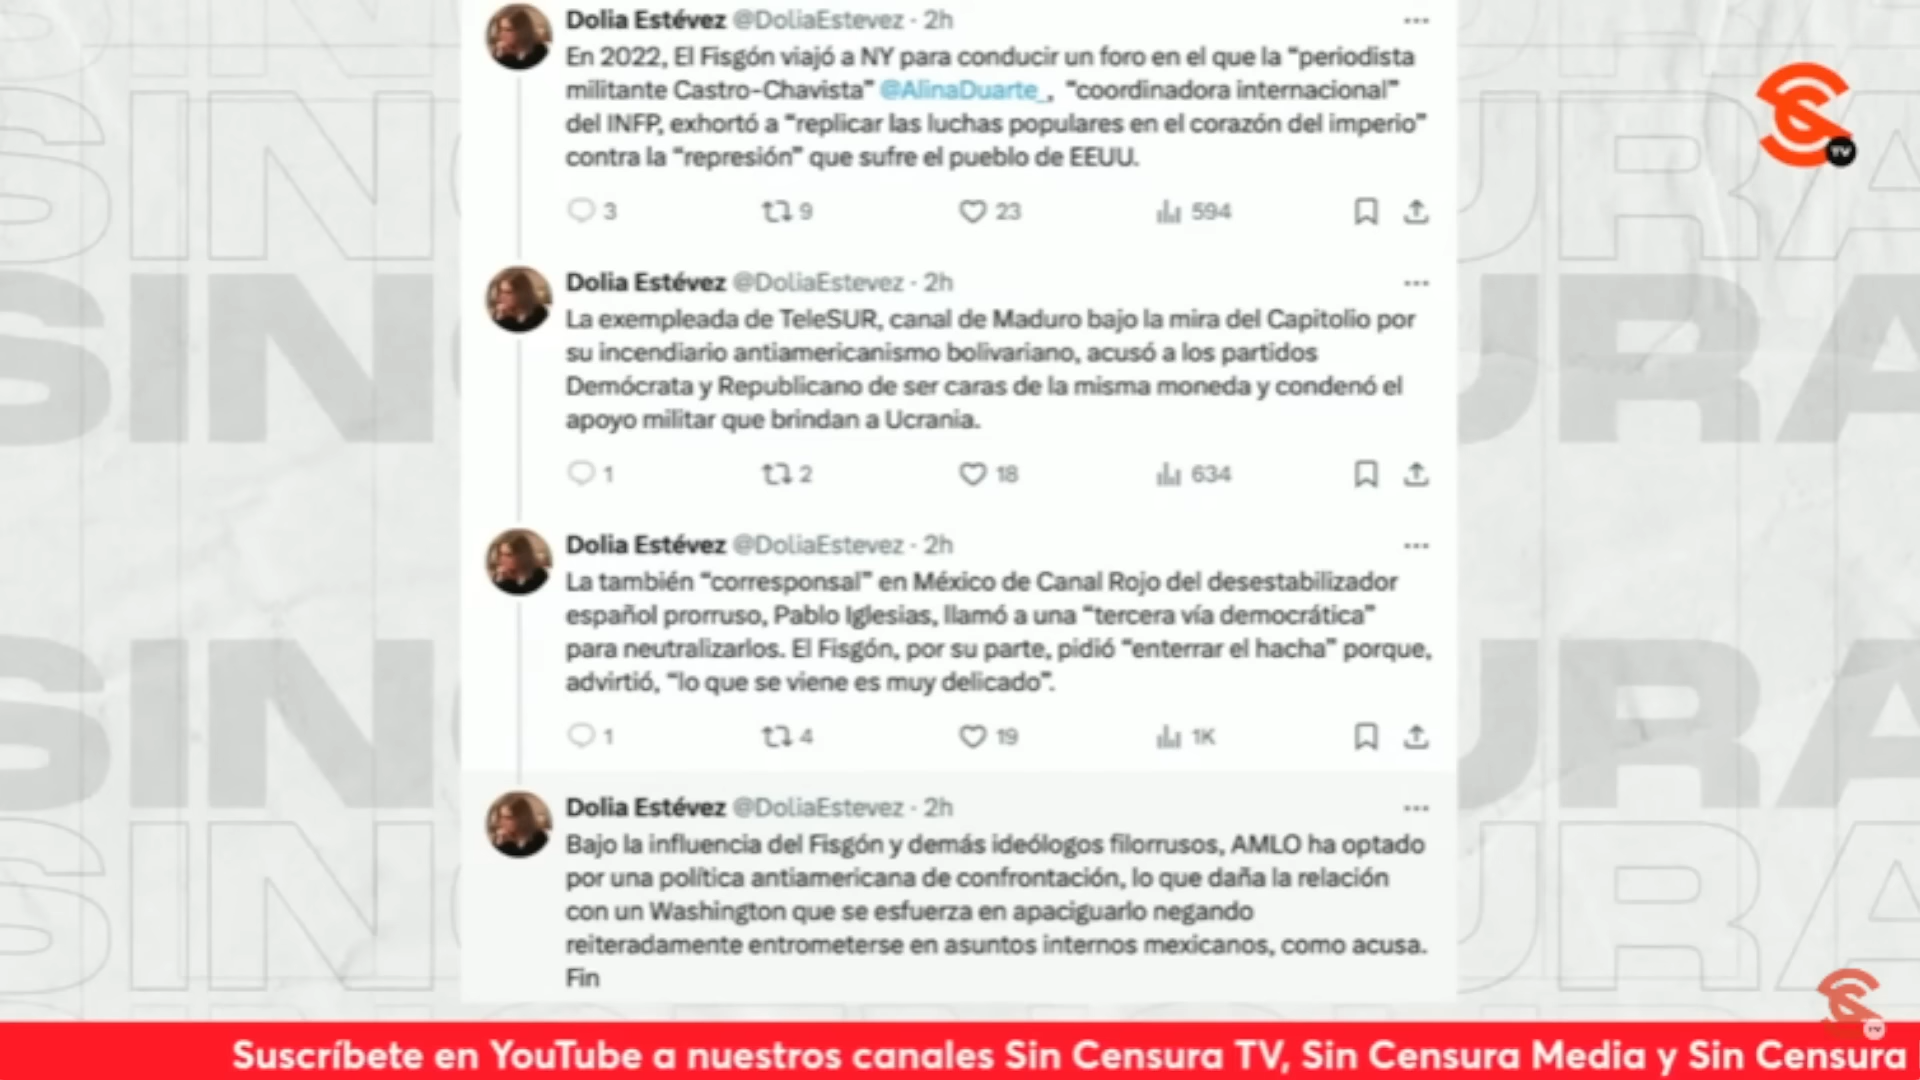 Dolia Estévez @DoliaEstevez · 2h
En 2022, El Fisgón viajó a NY para conducir un foro en el que la “periodista
militante Castro-Chavista” @AlinaDuarte_, “coordinadora internacional”
del INFP, exhortó a “replicar las luchas populares en el corazón del imperio”
contra la “represión” que sufre el pueblo de EEUU.
3 9 23 594
Dolia Estévez @DoliaEstevez · 2h
La exempleada de TeleSUR, canal de Maduro bajo la mira del Capitolio por
su incendiario antiamericanismo bolivariano, acusó a los partidos
Demócrata y Republicano de ser caras de la misma moneda y condenó el
apoyo militar que brindan a Ucrania.
1 2 18 634
Dolia Estévez @DoliaEstevez · 2h
La también “corresponsal” en México de Canal Rojo del desestabilizador
español prorruso, Pablo Iglesias, llamó a una “tercera vía democrática”
para neutralizarlos. El Fisgón, por su parte, pidió “enterrar el hacha” porque,
advirtió, “lo que se viene es muy delicado”.
1 4 19 1K
Dolia Estévez @DoliaEstevez · 2h
Bajo la influencia del Fisgón y demás ideólogos filorrusos, AMLO ha optado
por una política antiamericana de confrontación, lo que daña la relación
con un Washington que se esfuerza en apaciguarlo negando
reiteradamente entrometerse en asuntos internos mexicanos, como acusa.
Fin
SIN
URA
SIN
URA
SIN
URA
SIN
URA
TV
TV
Suscríbete en YouTube a nuestros canales Sin Censura TV, Sin Censura Media y Sin Censura